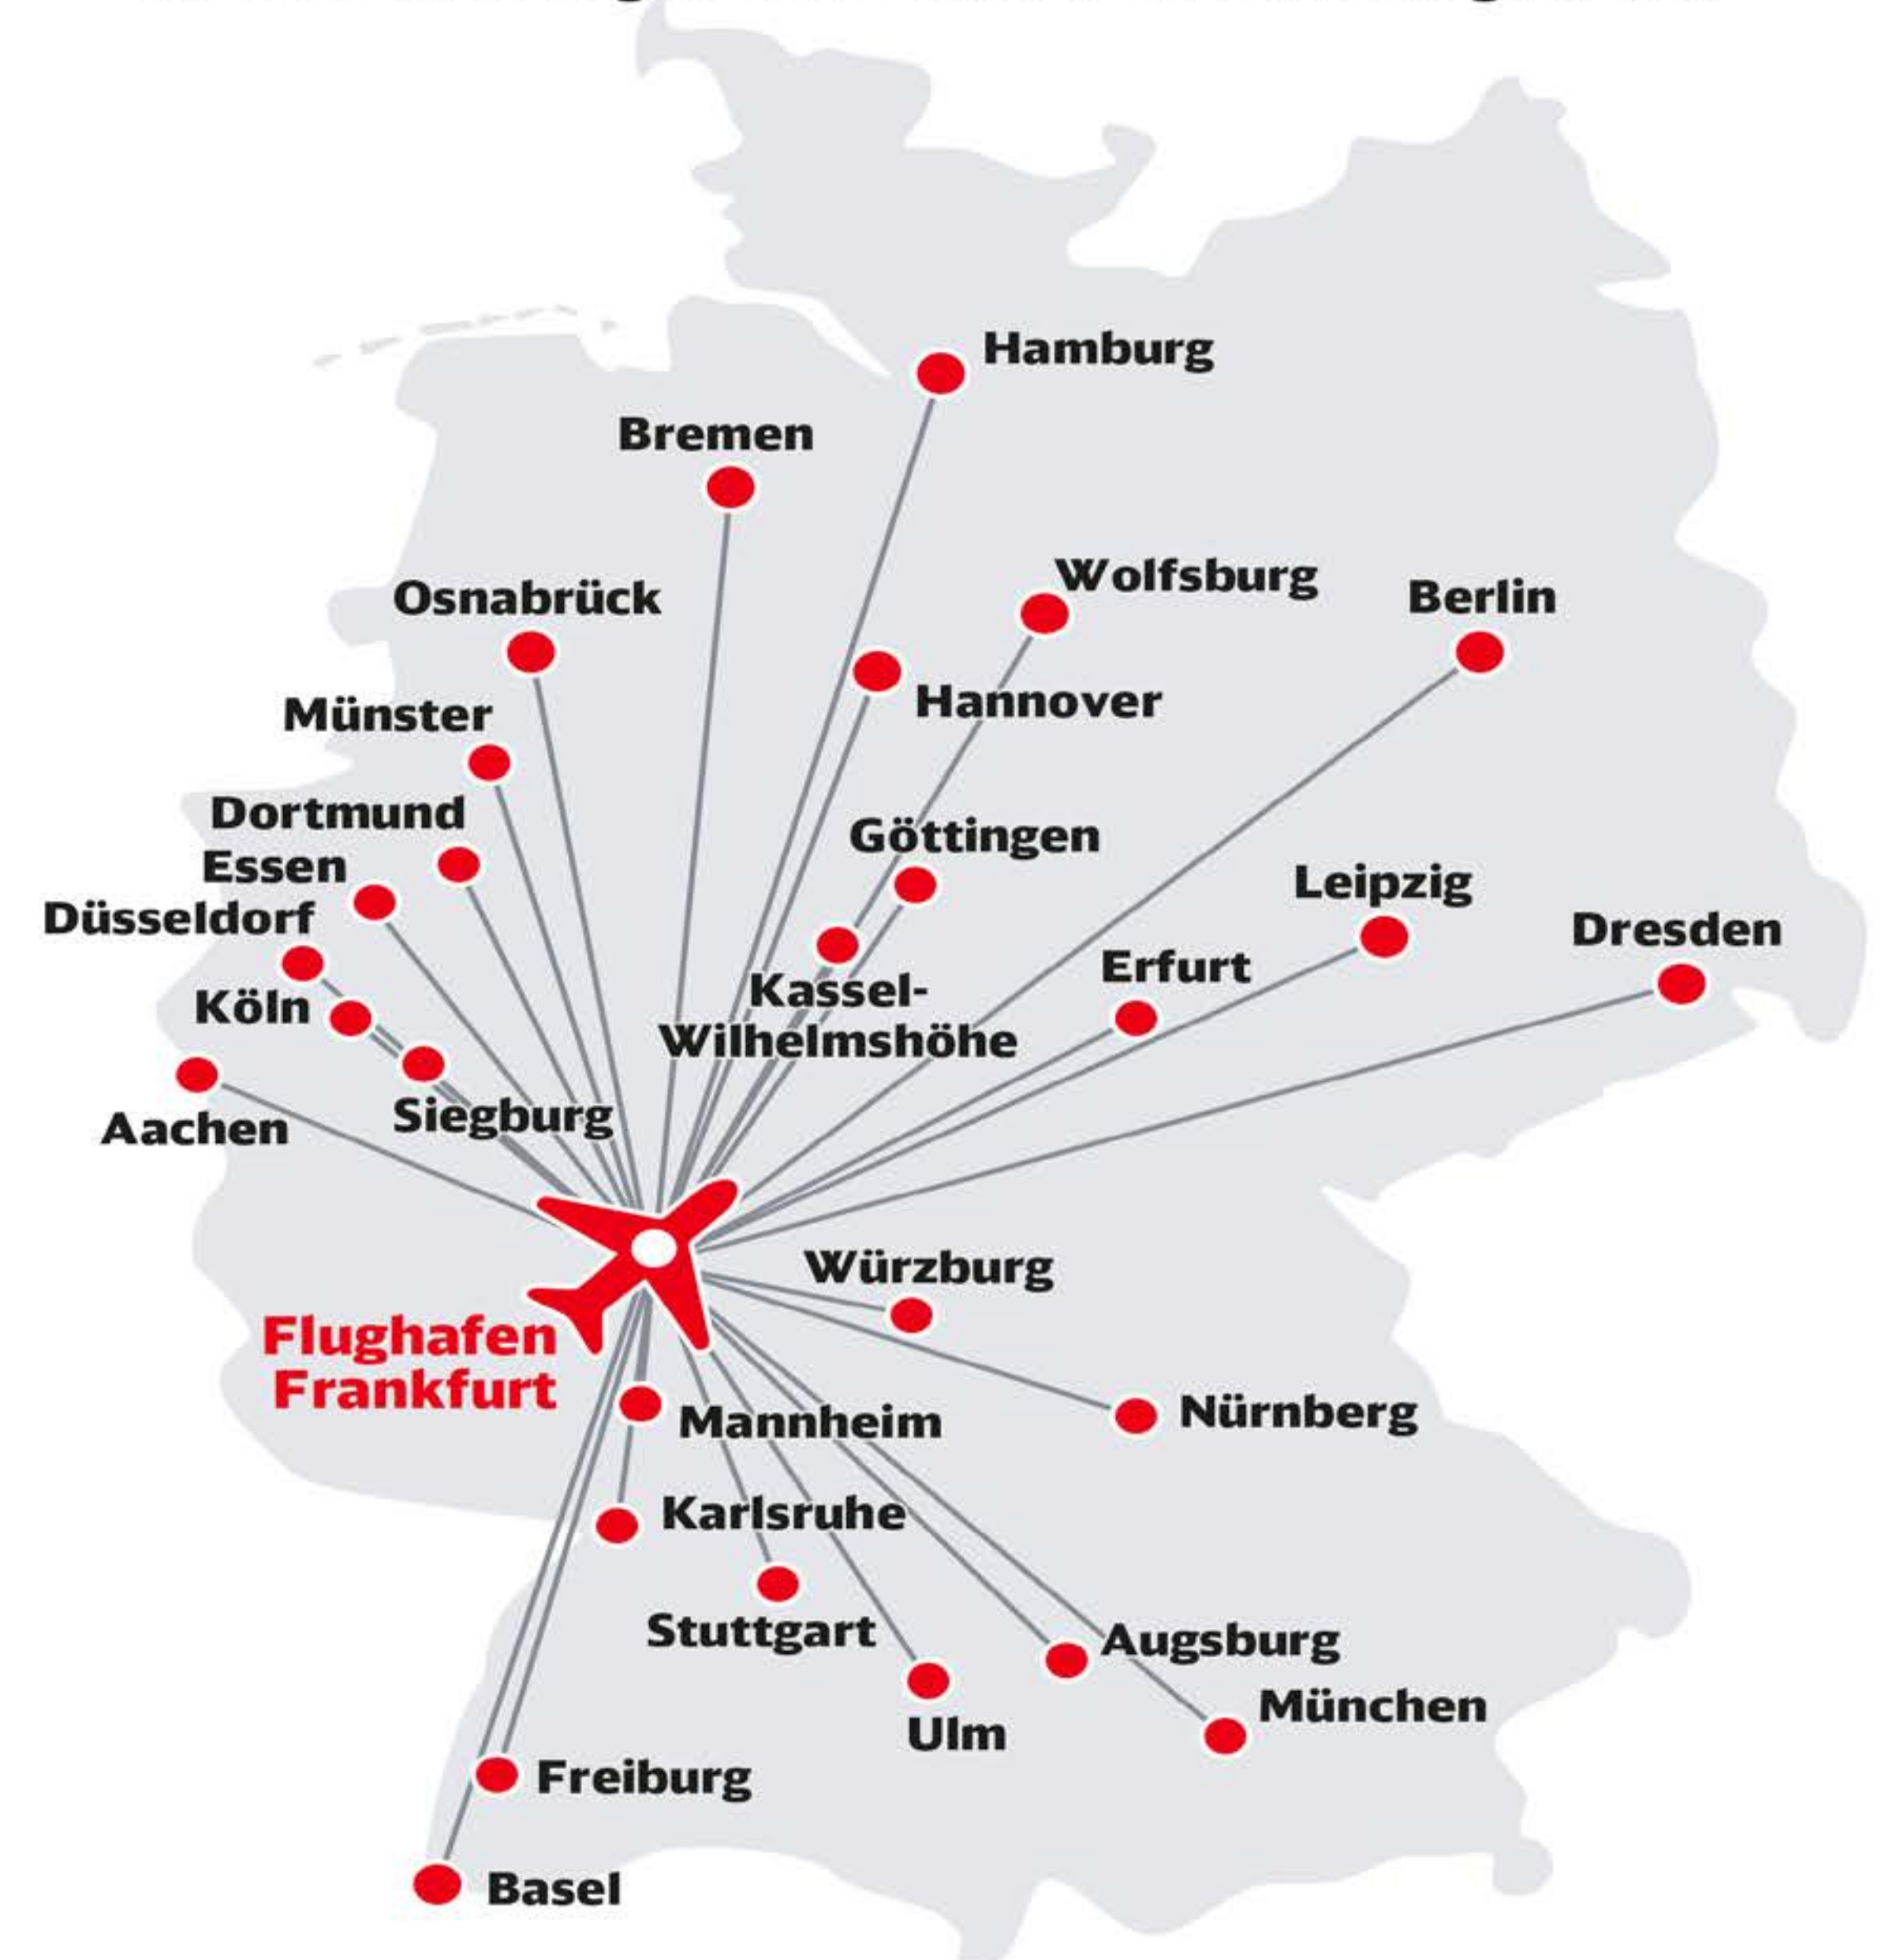 Hamburg
Bremen
Wolfsburg
Osnabrück
Berlin
Hannover
Münster
Dortmund
Göttingen
Essen
Leipzig
Düsseldorf
Dresden
Erfurt
Kassel-
Wilhelmshöhe
Köln
Siegburg
Aachen
Würzburg
Flughafen
Frankfurt
Nürnberg
Mannheim
Karlsruhe
Stuttgart
Augsburg
München
Ulm
Freiburg
Basel